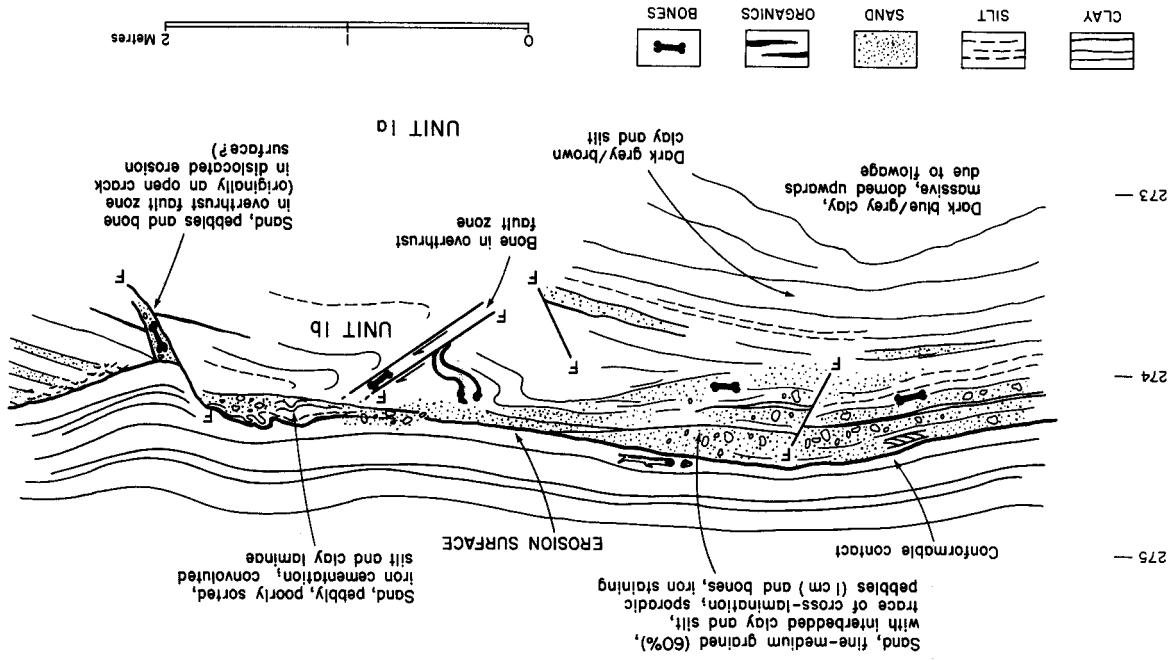 Sand, fine-medium grained (60%),
with interbedded clay and silt,
trace of cross-lamination, sporadic
pebbles (1 cm) and bones, iron staining
Sand, pebbly, poorly sorted,
iron cementation, convoluted
silt and clay laminae
275
Conformable contact
EROSION SURFACE
F
F
F
274
F
F
F
UNIT 1b
F
F
Dark blue/grey clay,
massive, domed upwards
due to flowage
273
Dark grey/brown
clay and silt
Bone in overthrust
fault zone
Sand, pebbles and bone
in overthrust fault zone
(originally an open crack
in dislocated erosion
surface?)
UNIT 1a
CLAY
SILT
SAND
ORGANICS
BONES
0
1
2 Metres